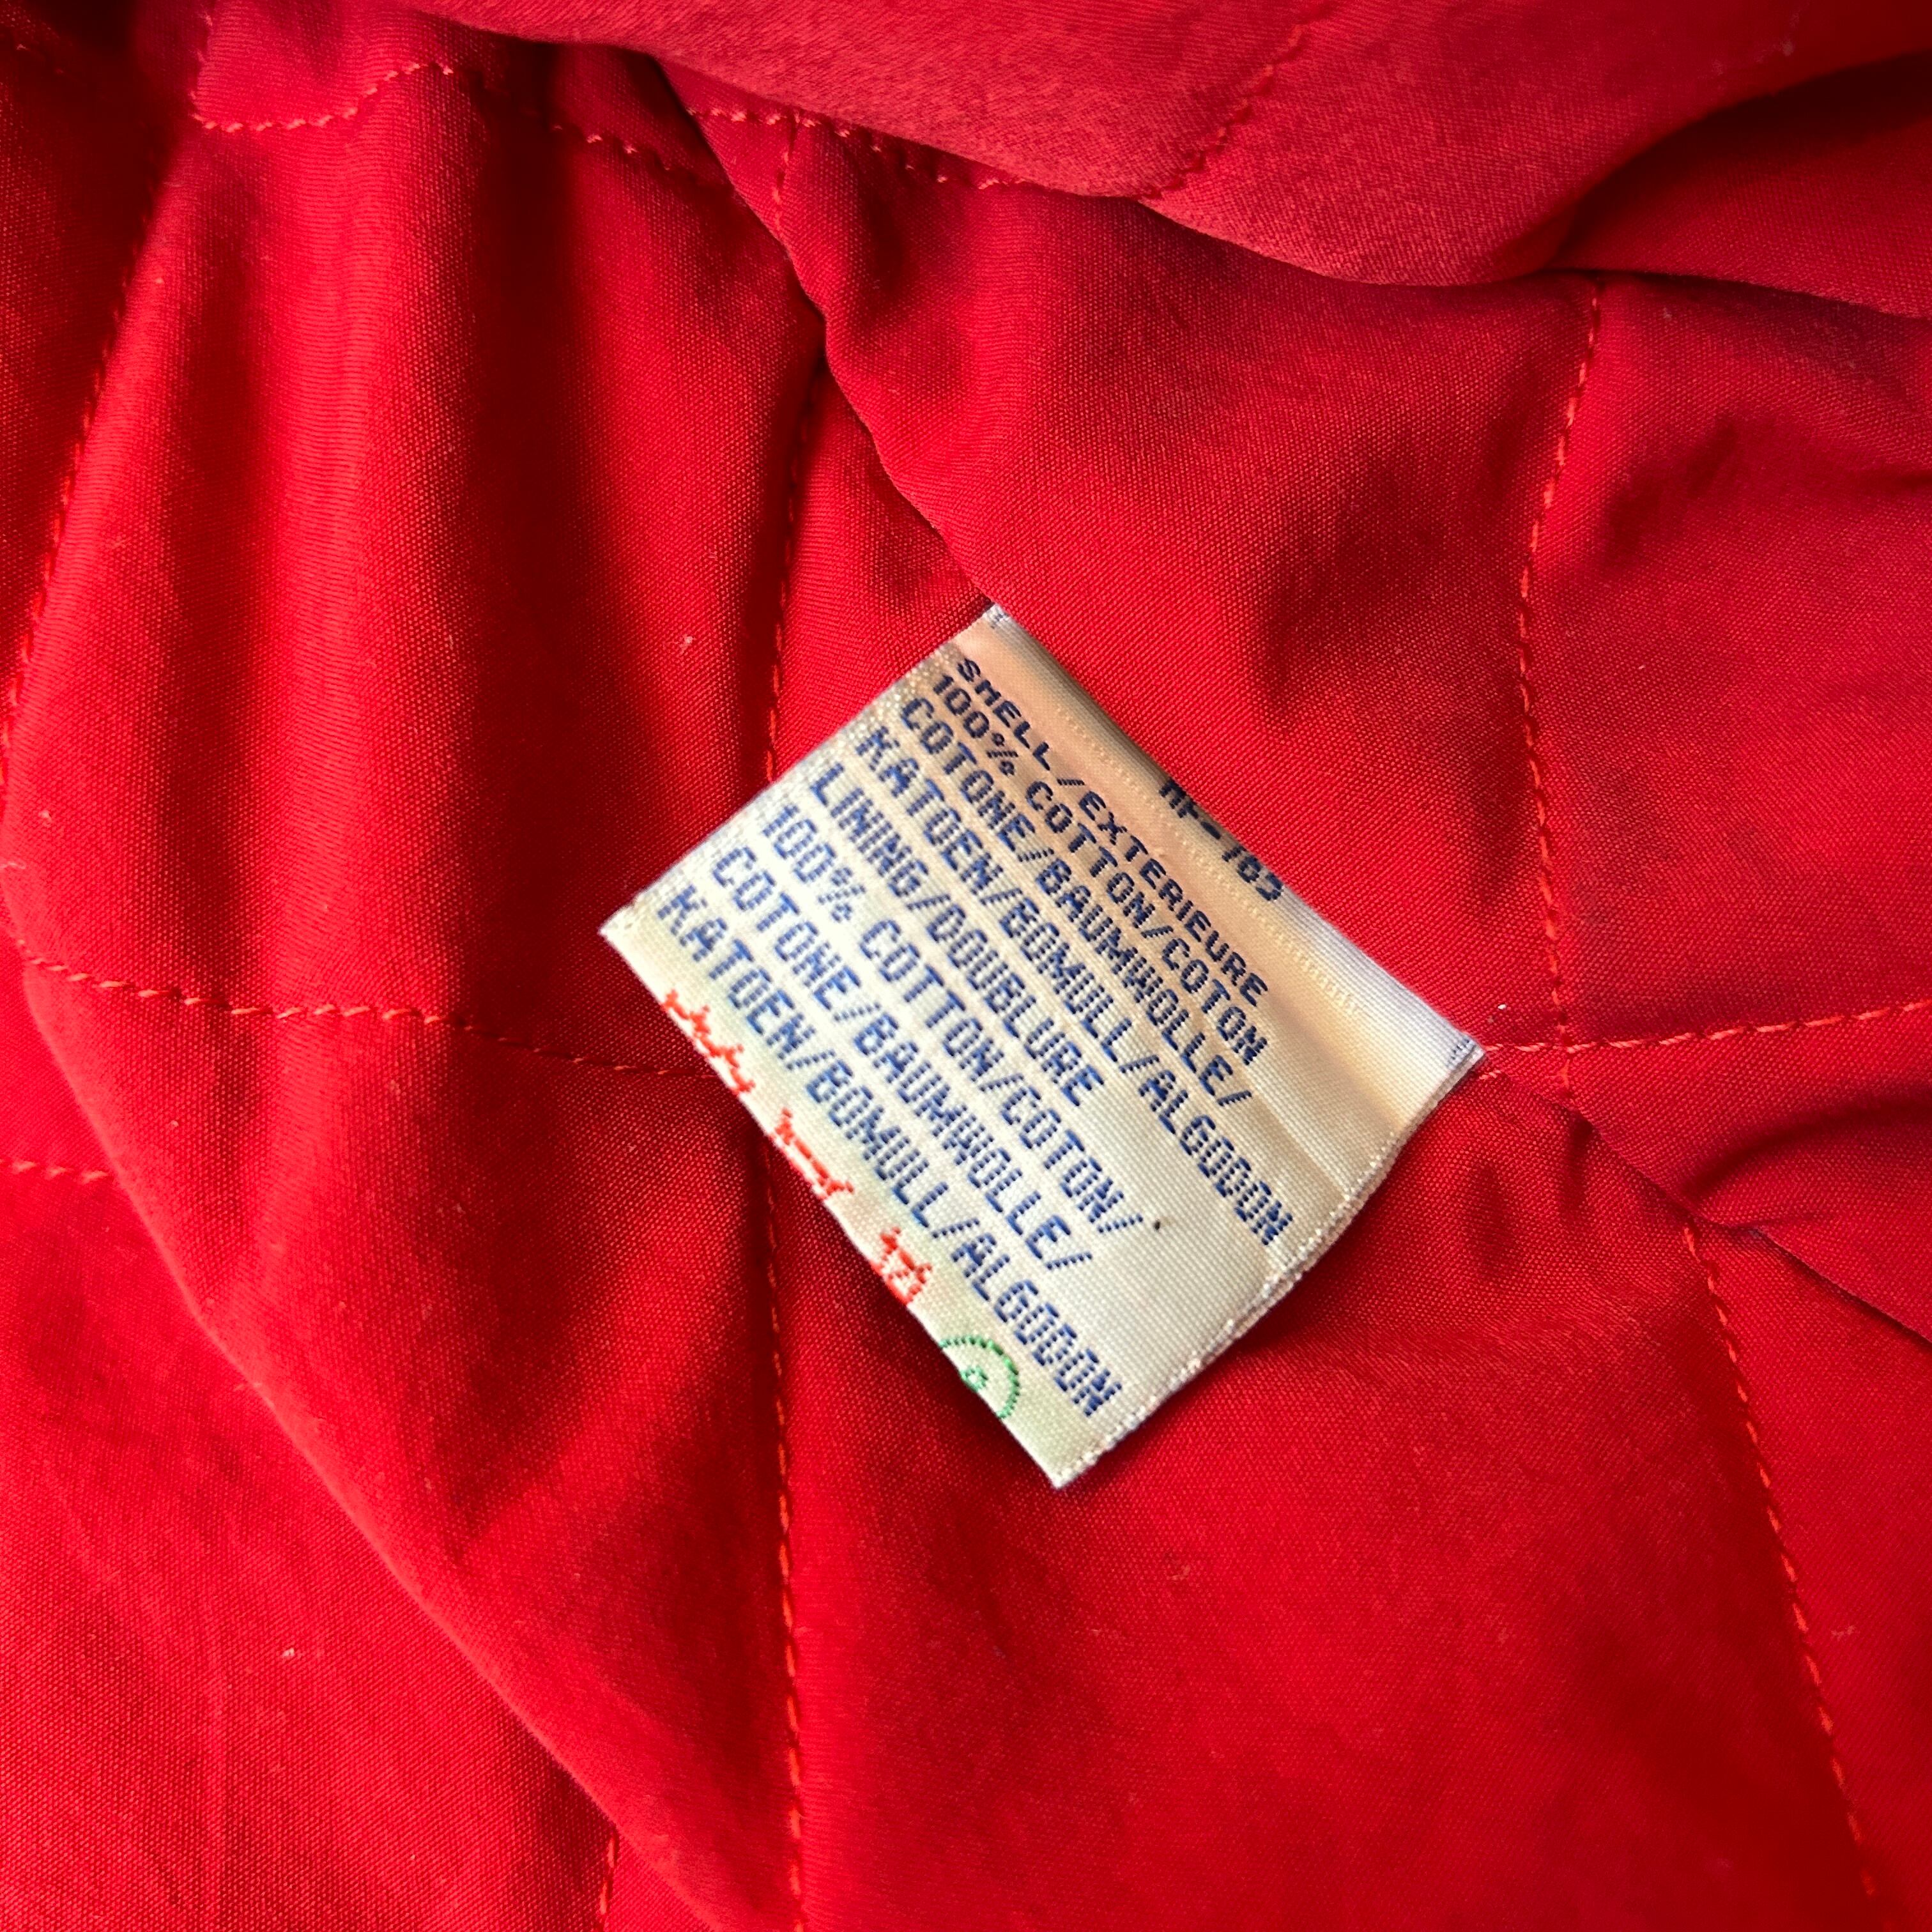 SHELL/EXTERIEURE
100% COTTON/COTON
COTONE/BAUMWOLLE/
KATOEN/BOMULL/ALGODON
LINING/DOUBLURE
100% COTTON/COTON/
COTONE/BAUMWOLLE/
KATOEN/BOMULL/ALGODON